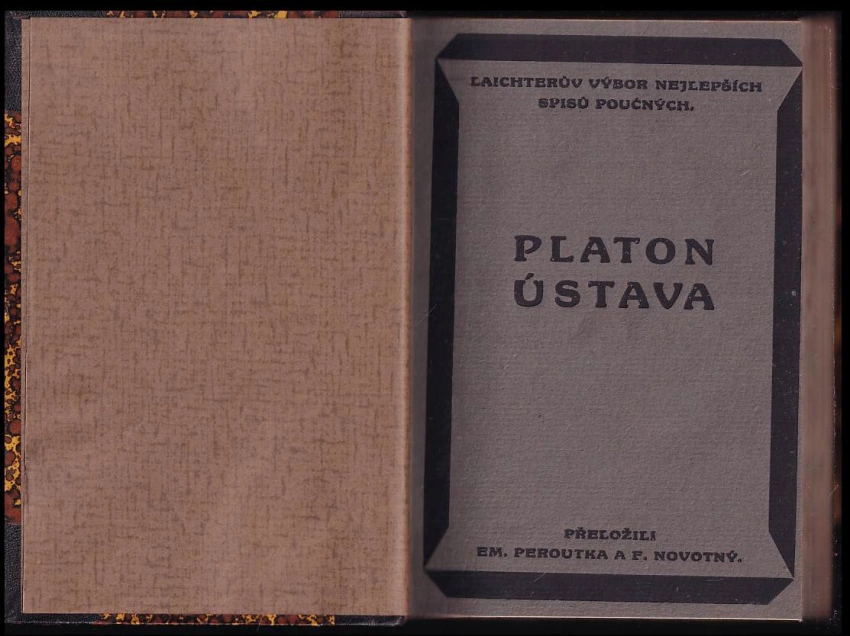 LAICHTERŮV VÝBOR NEJLEPŠÍCH
SPISŮ POUČNÝCH.
PLATON
ÚSTAVA
PŘELOŽILI
EM. PEROUTKA A F. NOVOTNÝ.